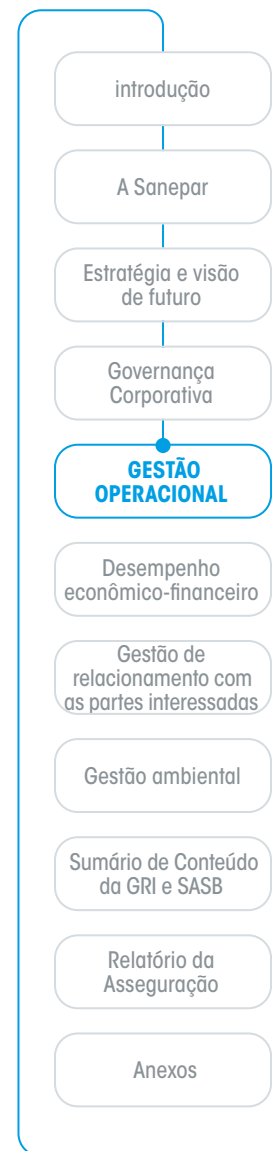 introdução
A Sanepar
Estratégia e visão
de futuro
Governança
Corporativa
GESTÃO
OPERACIONAL
Desempenho
econômico-financeiro
Gestão de
relacionamento com
as partes interessadas
Gestão ambiental
Sumário de Conteúdo
da GRI e SASB
Relatório da
Asseguração
Anexos